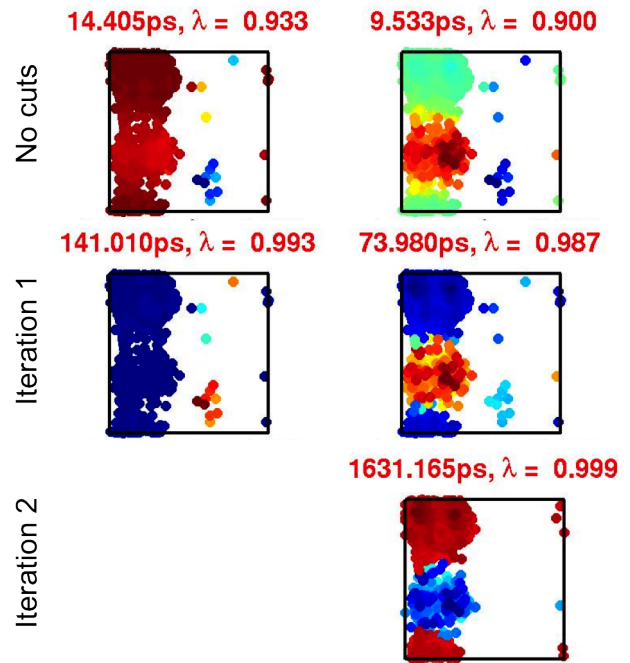 14.405ps, λ = 0.933
9.533ps, λ = 0.900
No cuts
141.010ps, λ = 0.993
73.980ps, λ = 0.987
Iteration 1
1631.165ps, λ = 0.999
Iteration 2